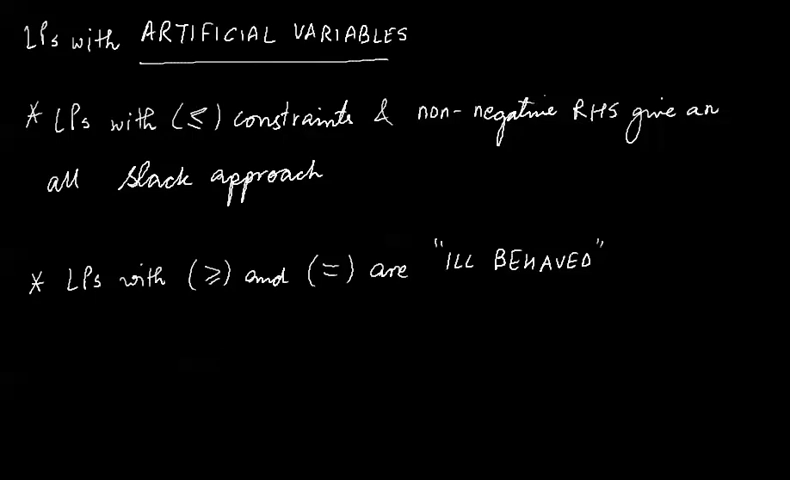 LPs with ARTIFICIAL VARIABLES
* LPs with (≤) constraints & non-negative RHS give an
all slack approach
* LPs with (≥) and (=) are "ILL BEHAVED"